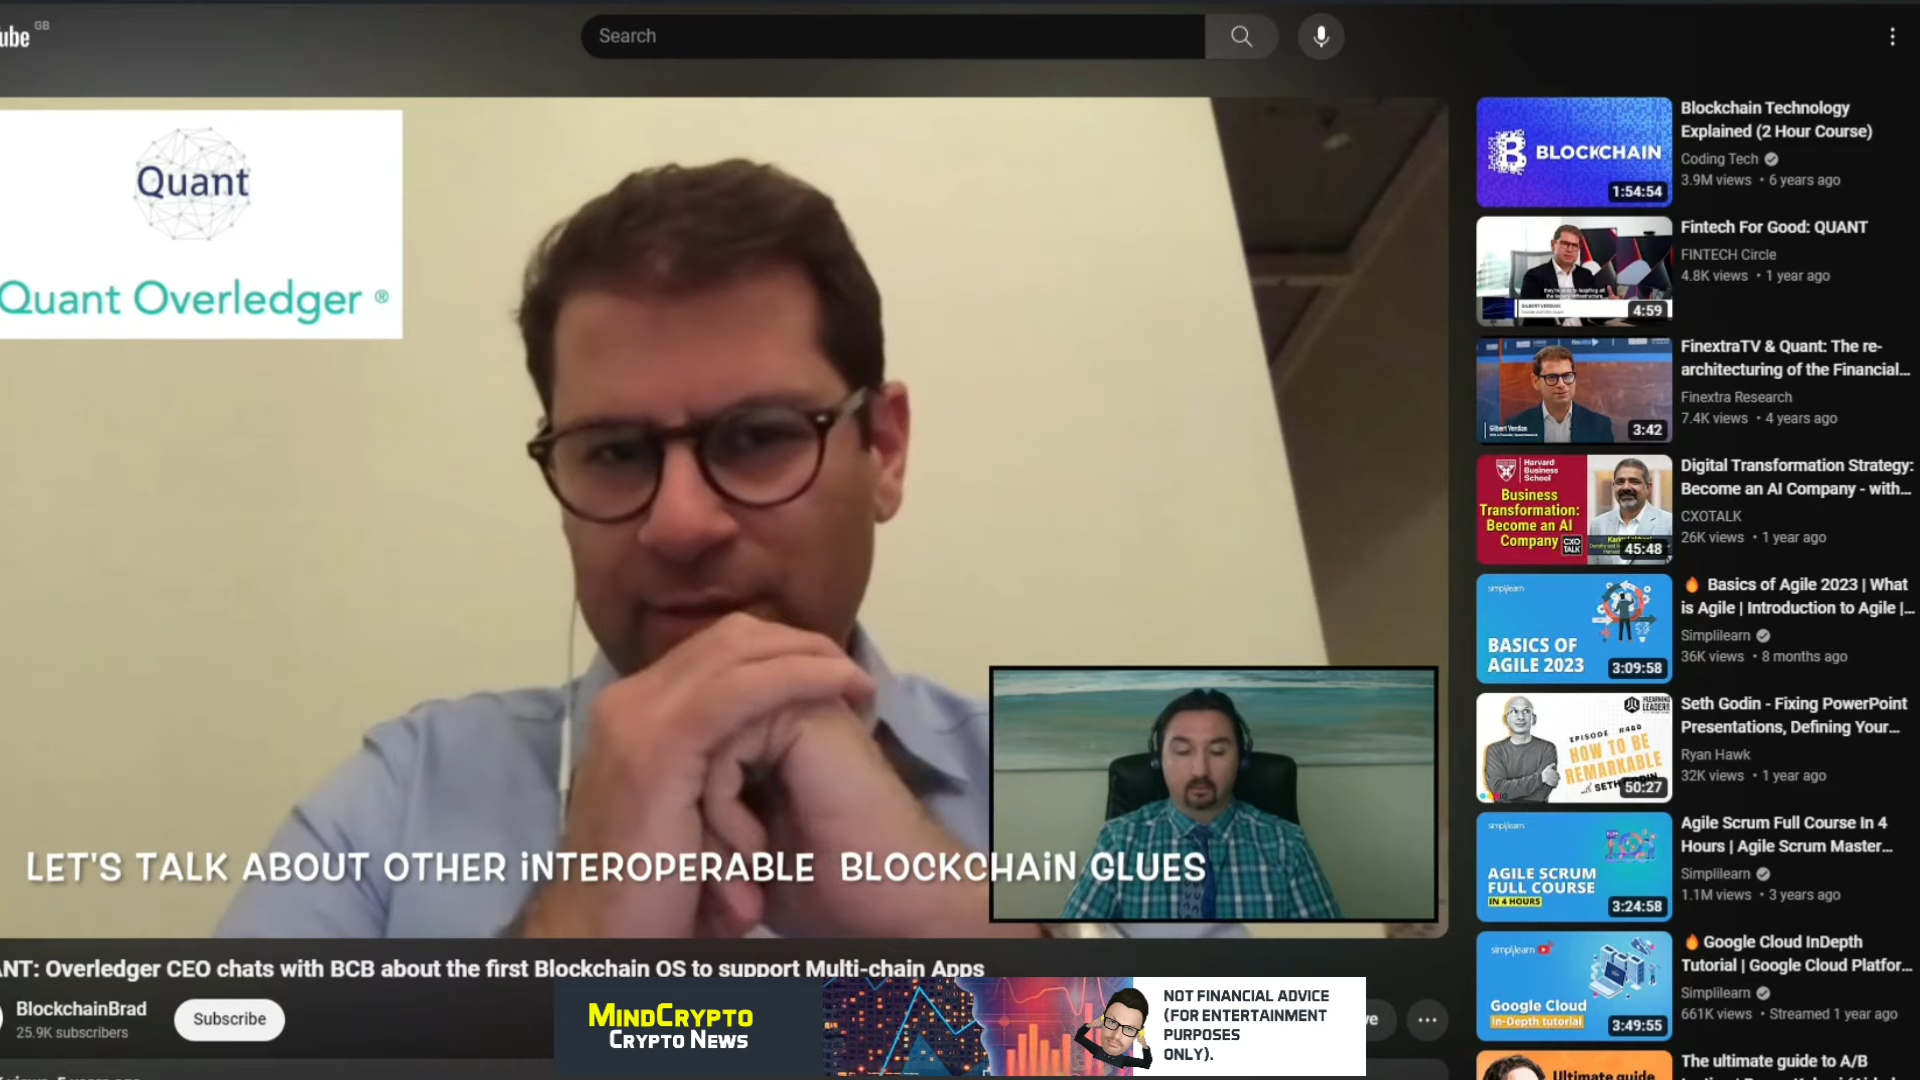 ube GB
Search
Quant
Quant Overledger ®
LET'S TALK ABOUT OTHER INTEROPERABLE BLOCKCHAIN GLUES
ANT: Overledger CEO chats with BCB about the first Blockchain OS to support Multi-chain Apps
BlockchainBrad
25.9K subscribers
Subscribe
MINDCRYPTO
CRYPTO NEWS
NOT FINANCIAL ADVICE
(FOR ENTERTAINMENT
PURPOSES
ONLY).
...
BLOCKCHAIN
1:54:54
Blockchain Technology
Explained (2 Hour Course)
Coding Tech
3.9M views • 6 years ago
GILBERT VERDIAN
4:59
Fintech For Good: QUANT
FINTECH Circle
4.8K views • 1 year ago
Gilbert Verdian
3:42
FinextraTV & Quant: The re-
architecturing of the Financial...
Finextra Research
7.4K views • 4 years ago
Harvard
Business
School
Business
Transformation:
Become an AI
Company
CXO
TALK
45:48
Digital Transformation Strategy:
Become an AI Company - with...
CXOTALK
26K views • 1 year ago
simplilearn
BASICS OF
AGILE 2023
3:09:58
🔥 Basics of Agile 2023 | What
is Agile | Introduction to Agile |...
Simplilearn
36K views • 8 months ago
EPISODE #480
HOW TO BE
REMARKABLE
50:27
Seth Godin - Fixing PowerPoint
Presentations, Defining Your...
Ryan Hawk
32K views • 1 year ago
simplilearn
AGILE SCRUM
FULL COURSE
IN 4 HOURS
3:24:58
Agile Scrum Full Course In 4
Hours | Agile Scrum Master...
Simplilearn
1.1M views • 3 years ago
simplilearn
Google Cloud
In-Depth tutorial
3:49:55
🔥 Google Cloud InDepth
Tutorial | Google Cloud Platfor...
Simplilearn
661K views • Streamed 1 year ago
Ultimate guide
The ultimate guide to A/B